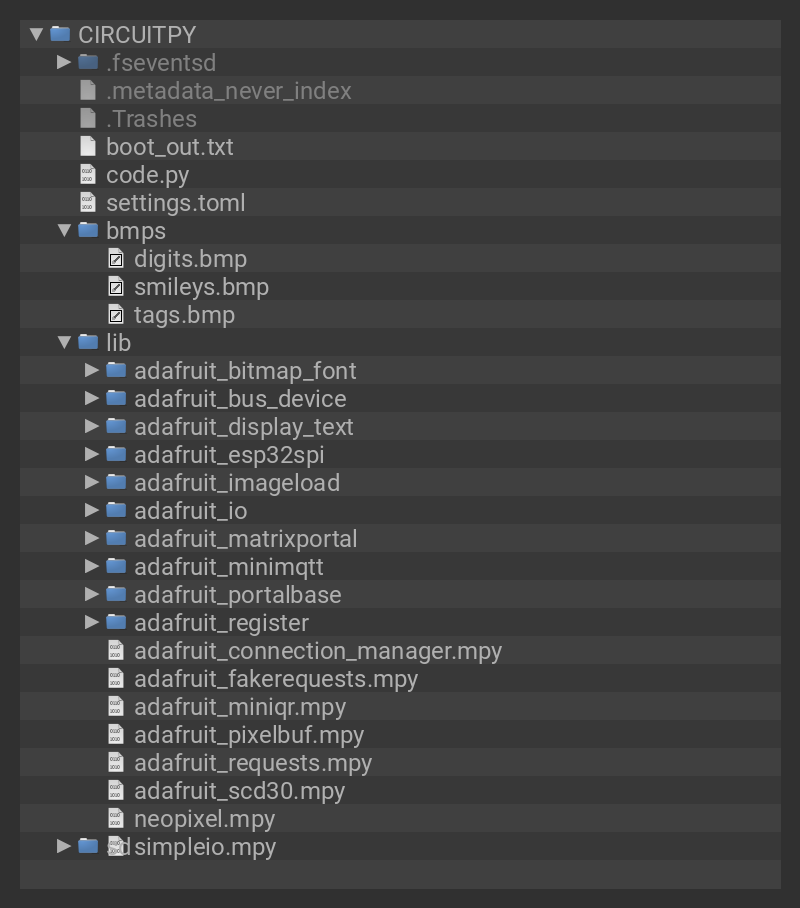 CIRCUITPY
.fseventsd
.metadata_never_index
.Trashes
boot_out.txt
code.py
settings.toml
bmps
digits.bmp
smileys.bmp
tags.bmp
lib
adafruit_bitmap_font
adafruit_bus_device
adafruit_display_text
adafruit_esp32spi
adafruit_imageload
adafruit_io
adafruit_matrixportal
adafruit_minimqtt
adafruit_portalbase
adafruit_register
adafruit_connection_manager.mpy
adafruit_fakerequests.mpy
adafruit_miniqr.mpy
adafruit_pixelbuf.mpy
adafruit_requests.mpy
adafruit_scd30.mpy
neopixel.mpy
sd simpleio.mpy